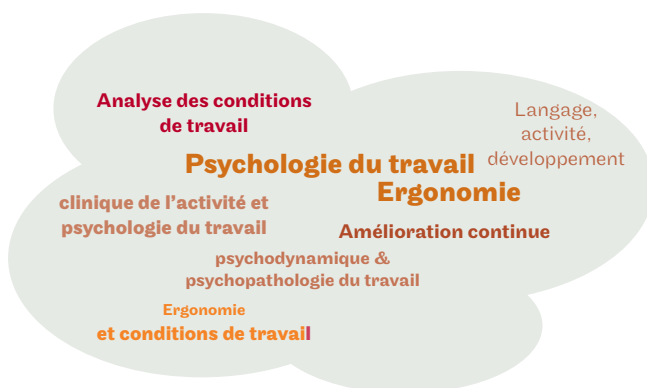 Analyse des conditions
de travail
Langage,
activité,
développement
Psychologie du travail
Ergonomie
clinique de l’activité et
psychologie du travail
Amélioration continue
psychodynamique &
psychopathologie du travail
Ergonomie
et conditions de travail